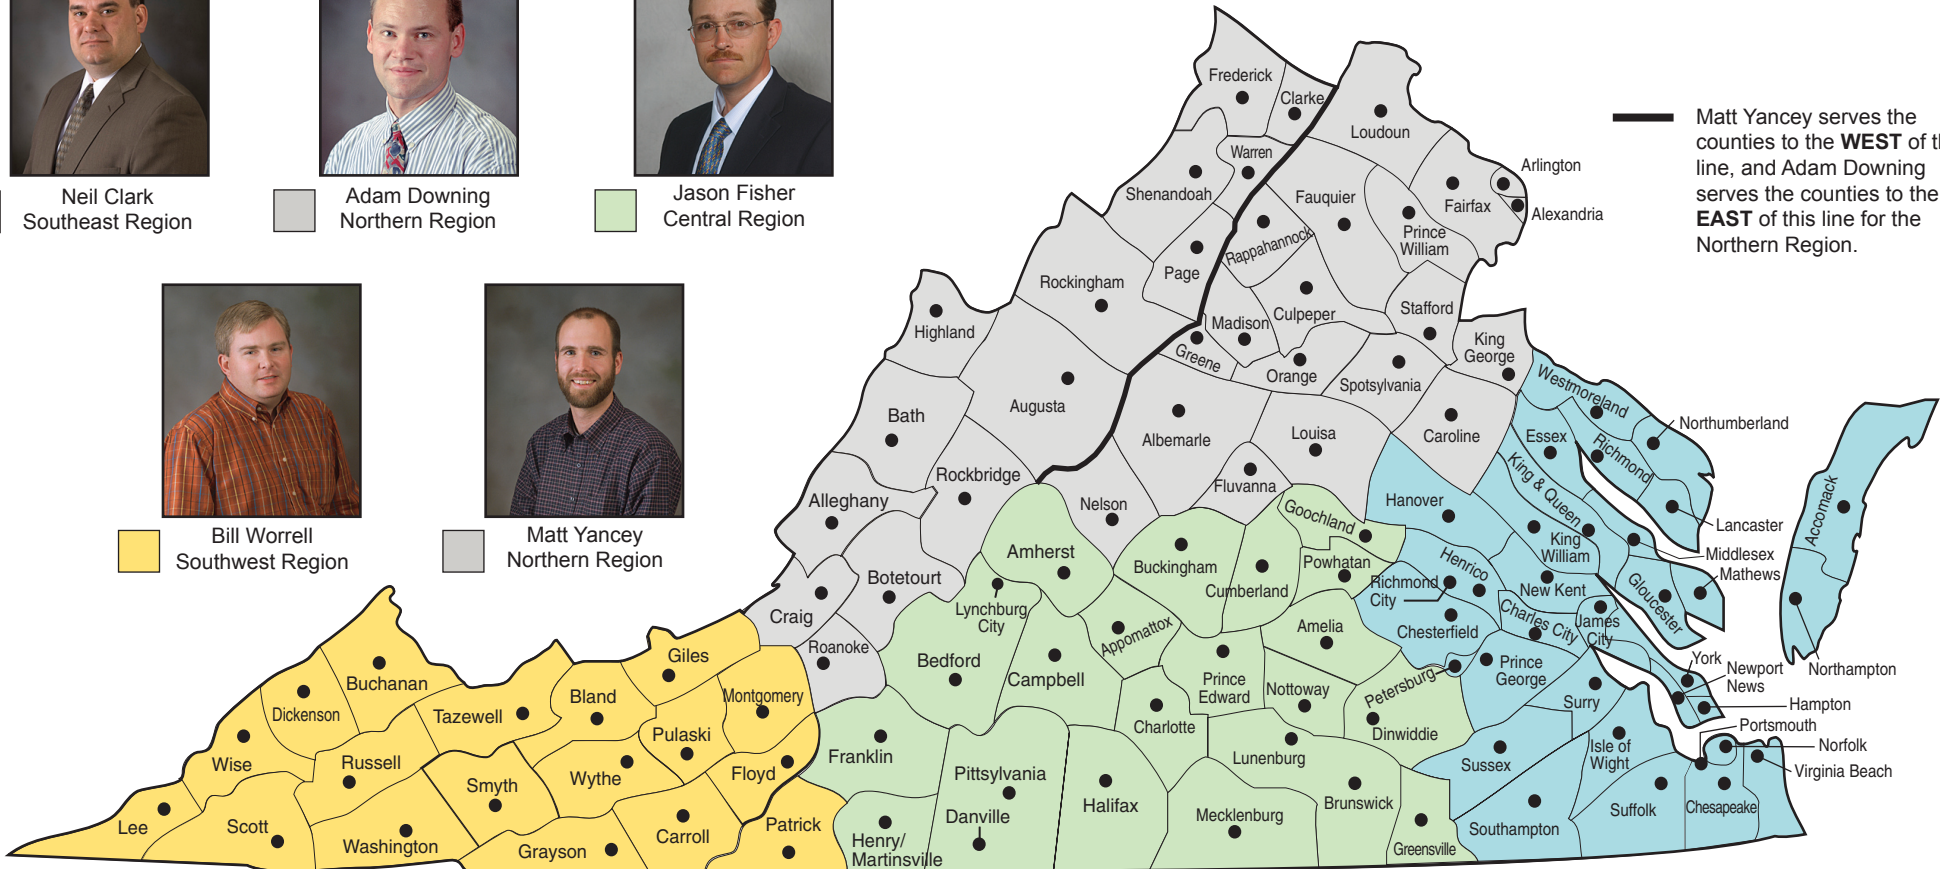 Neil Clark
Southeast Region
Adam Downing
Northern Region
Jason Fisher
Central Region
Bill Worrell
Southwest Region
Matt Yancey
Northern Region
Matt Yancey serves the
counties to the WEST of
line, and Adam Downing
serves the counties to the
EAST of this line for the
Northern Region.
Frederick
Clarke
Loudoun
Warren
Shenandoah
Fauquier
Arlington
Fairfax
Alexandria
Prince
William
Rappahannock
Page
Rockingham
Culpeper
Stafford
Madison
Highland
Greene
Orange
King
George
Spotsylvania
Westmoreland
Augusta
Bath
Albemarle
Louisa
Caroline
Northumberland
Essex
Richmond
Rockbridge
Fluvanna
King & Queen
Alleghany
Nelson
Hanover
Goochland
Accomack
Lancaster
King
William
Middlesex
Amherst
Buckingham
Powhatan
Henrico
Mathews
Botetourt
Cumberland
Richmond
City
New Kent
Gloucester
Craig
Lynchburg
City
Charles City
James
City
Appomattox
Amelia
Chesterfield
Roanoke
Bedford
Campbell
Prince
Edward
Nottoway
Petersburg
Prince
George
York
Newport
News
Northampton
Giles
Buchanan
Montgomery
Bland
Dickenson
Tazewell
Charlotte
Dinwiddie
Surry
Hampton
Portsmouth
Pulaski
Franklin
Lunenburg
Isle of
Wight
Norfolk
Wise
Russell
Wythe
Floyd
Pittsylvania
Sussex
Virginia Beach
Smyth
Halifax
Brunswick
Suffolk
Chesapeake
Lee
Scott
Washington
Grayson
Carroll
Patrick
Danville
Mecklenburg
Southampton
Henry/
Martinsville
Greensville